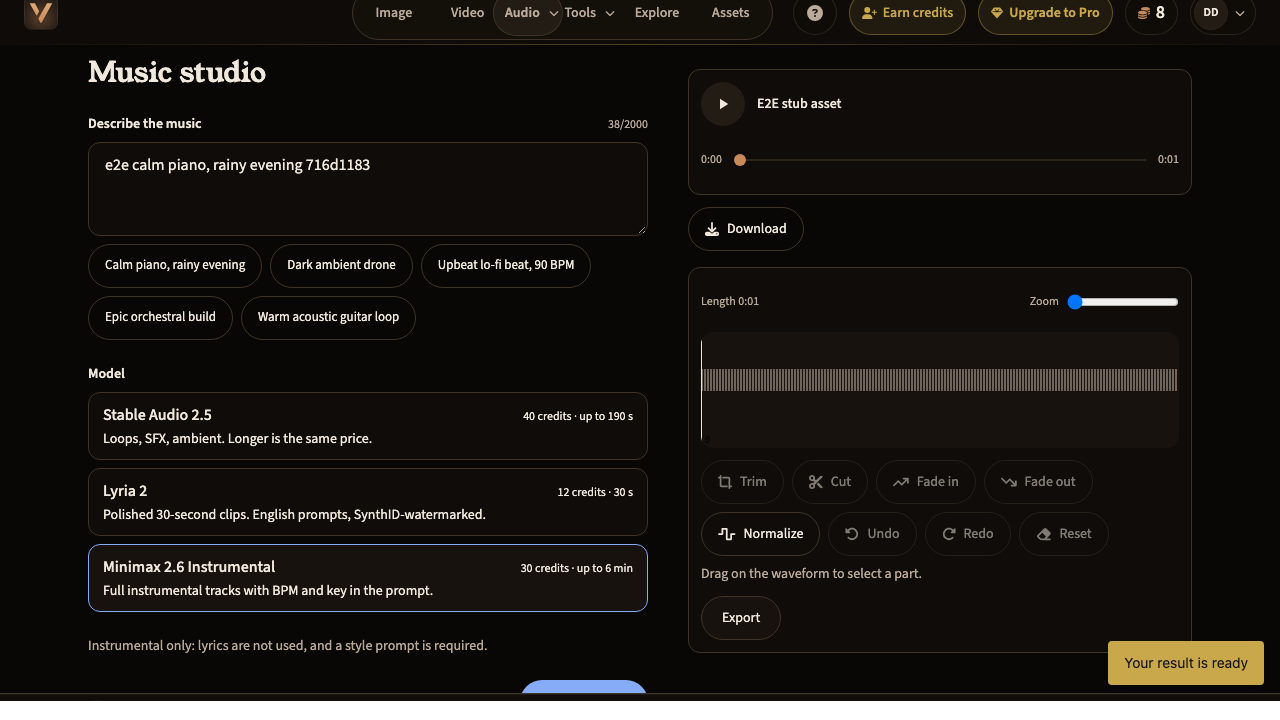 V
Image Video Audio Tools Explore Assets ? Earn credits Upgrade to Pro 8 DD
Music studio
Describe the music 38/2000
e2e calm piano, rainy evening 716d1183
Calm piano, rainy evening Dark ambient drone Upbeat lo-fi beat, 90 BPM
Epic orchestral build Warm acoustic guitar loop
Model
Stable Audio 2.5 40 credits · up to 190 s
Loops, SFX, ambient. Longer is the same price.
Lyria 2 12 credits · 30 s
Polished 30-second clips. English prompts, SynthID-watermarked.
Minimax 2.6 Instrumental 30 credits · up to 6 min
Full instrumental tracks with BPM and key in the prompt.
Instrumental only: lyrics are not used, and a style prompt is required.
E2E stub asset
0:00 0:01
Download
Length 0:01 Zoom
Trim Cut Fade in Fade out
Normalize Undo Redo Reset
Drag on the waveform to select a part.
Export
Your result is ready